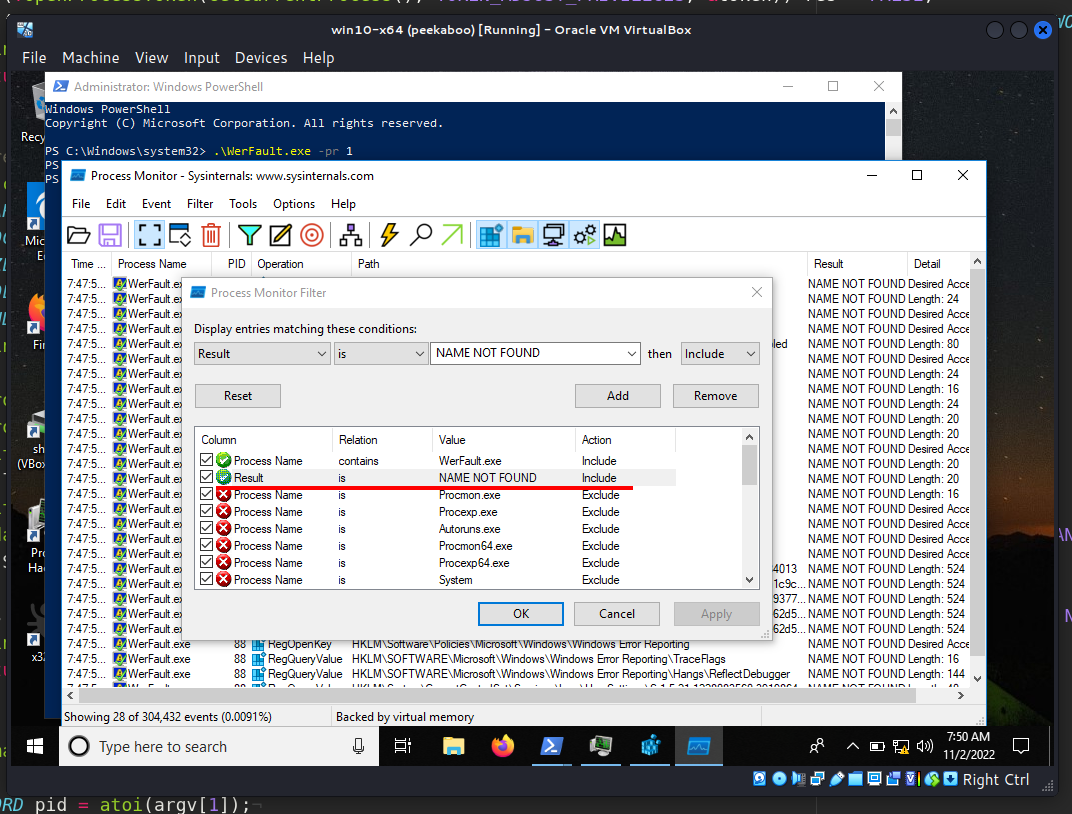 win10-x64 (peekaboo) [Running] - Oracle VM VirtualBox
File Machine View Input Devices Help
Administrator: Windows PowerShell
Windows PowerShell
Copyright (C) Microsoft Corporation. All rights reserved.
PS C:\Windows\system32> .\WerFault.exe -pr 1
PS
PS
Process Monitor - Sysinternals: www.sysinternals.com
File Edit Event Filter Tools Options Help
Time ... Process Name PID Operation Path Result Detail
7:47:5... WerFault.exe NAME NOT FOUND Desired Acce
7:47:5... WerFault.ex NAME NOT FOUND Length: 24
7:47:5... WerFault.ex NAME NOT FOUND Desired Acce
7:47:5... WerFault.ex NAME NOT FOUND Desired Acce
7:47:5... WerFault.ex led NAME NOT FOUND Length: 80
7:47:5... WerFault.ex NAME NOT FOUND Desired Acce
7:47:5... WerFault.ex NAME NOT FOUND Length: 24
7:47:5... WerFault.ex NAME NOT FOUND Length: 16
7:47:5... WerFault.ex NAME NOT FOUND Length: 24
7:47:5... WerFault.ex NAME NOT FOUND Length: 20
7:47:5... WerFault.ex NAME NOT FOUND Length: 20
7:47:5... WerFault.ex NAME NOT FOUND Desired Acce
7:47:5... WerFault.ex NAME NOT FOUND Length: 20
7:47:5... WerFault.ex NAME NOT FOUND Length: 20
7:47:5... WerFault.ex NAME NOT FOUND Length: 16
7:47:5... WerFault.ex NAME NOT FOUND Desired Acce
7:47:5... WerFault.ex NAME NOT FOUND Length: 20
7:47:5... WerFault.ex NAME NOT FOUND Desired Acce
7:47:5... WerFault.ex NAME NOT FOUND Desired Acce
7:47:5... WerFault.ex 4013 NAME NOT FOUND Length: 524
7:47:5... WerFault.ex 1c9c... NAME NOT FOUND Length: 524
7:47:5... WerFault.ex 9377... NAME NOT FOUND Length: 524
7:47:5... WerFault.ex 62d5... NAME NOT FOUND Length: 524
7:47:5... WerFault.ex 62d5... NAME NOT FOUND Length: 524
7:47:5... WerFault.exe 88 RegOpenKey HKLM\Software\Policies\Microsoft\Windows\Windows Error Reporting NAME NOT FOUND Desired Acce
7:47:5... WerFault.exe 88 RegQueryValue HKLM\SOFTWARE\Microsoft\Windows\Windows Error Reporting\TraceFlags NAME NOT FOUND Length: 16
7:47:5... WerFault.exe 88 RegQueryValue HKLM\SOFTWARE\Microsoft\Windows\Windows Error Reporting\Hangs\ReflectDebugger NAME NOT FOUND Length: 144
Process Monitor Filter
Display entries matching these conditions:
Result is NAME NOT FOUND then Include
Reset Add Remove
Column Relation Value Action
Process Name contains WerFault.exe Include
Result is NAME NOT FOUND Include
Process Name is Procmon.exe Exclude
Process Name is Procexp.exe Exclude
Process Name is Autoruns.exe Exclude
Process Name is Procmon64.exe Exclude
Process Name is Procexp64.exe Exclude
Process Name is System Exclude
OK Cancel Apply
Showing 28 of 304,432 events (0.0091%) Backed by virtual memory
Type here to search
7:50 AM
11/2/2022
Right Ctrl
pid = atoi(argv[1]);